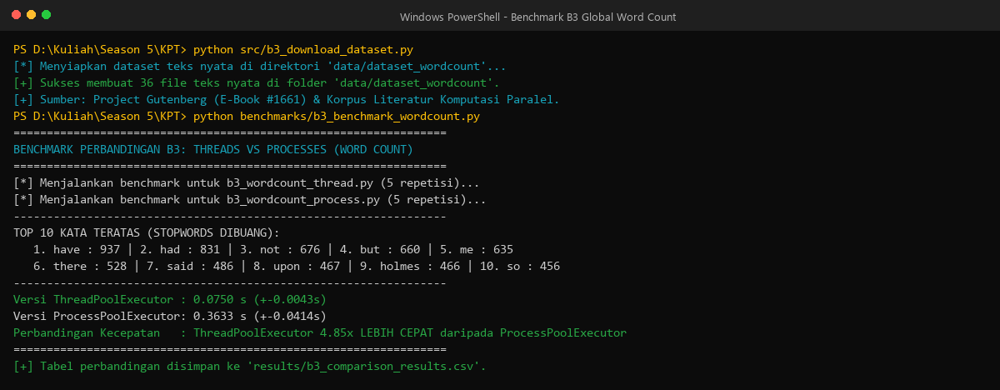 Windows PowerShell - Benchmark B3 Global Word Count
PS D:\Kuliah\Season 5\KPT> python src/b3_download_dataset.py
[*] Menyiapkan dataset teks nyata di direktori 'data/dataset_wordcount'...
[+] Sukses membuat 36 file teks nyata di folder 'data/dataset_wordcount'.
[+] Sumber: Project Gutenberg (E-Book #1661) & Korpus Literatur Komputasi Paralel.
PS D:\Kuliah\Season 5\KPT> python benchmarks/b3_benchmark_wordcount.py
=================================================================
BENCHMARK PERBANDINGAN B3: THREADS VS PROCESSES (WORD COUNT)
=================================================================
[*] Menjalankan benchmark untuk b3_wordcount_thread.py (5 repetisi)...
[*] Menjalankan benchmark untuk b3_wordcount_process.py (5 repetisi)...
-----------------------------------------------------------------
TOP 10 KATA TERATAS (STOPWORDS DIBUANG):
   1. have : 937 | 2. had : 831 | 3. not : 676 | 4. but : 660 | 5. me : 635
   6. there : 528 | 7. said : 486 | 8. upon : 467 | 9. holmes : 466 | 10. so : 456
-----------------------------------------------------------------
Versi ThreadPoolExecutor : 0.0750 s (+-0.0043s)
Versi ProcessPoolExecutor: 0.3633 s (+-0.0414s)
Perbandingan Kecepatan   : ThreadPoolExecutor 4.85x LEBIH CEPAT daripada ProcessPoolExecutor
=================================================================
[+] Tabel perbandingan disimpan ke 'results/b3_comparison_results.csv'.